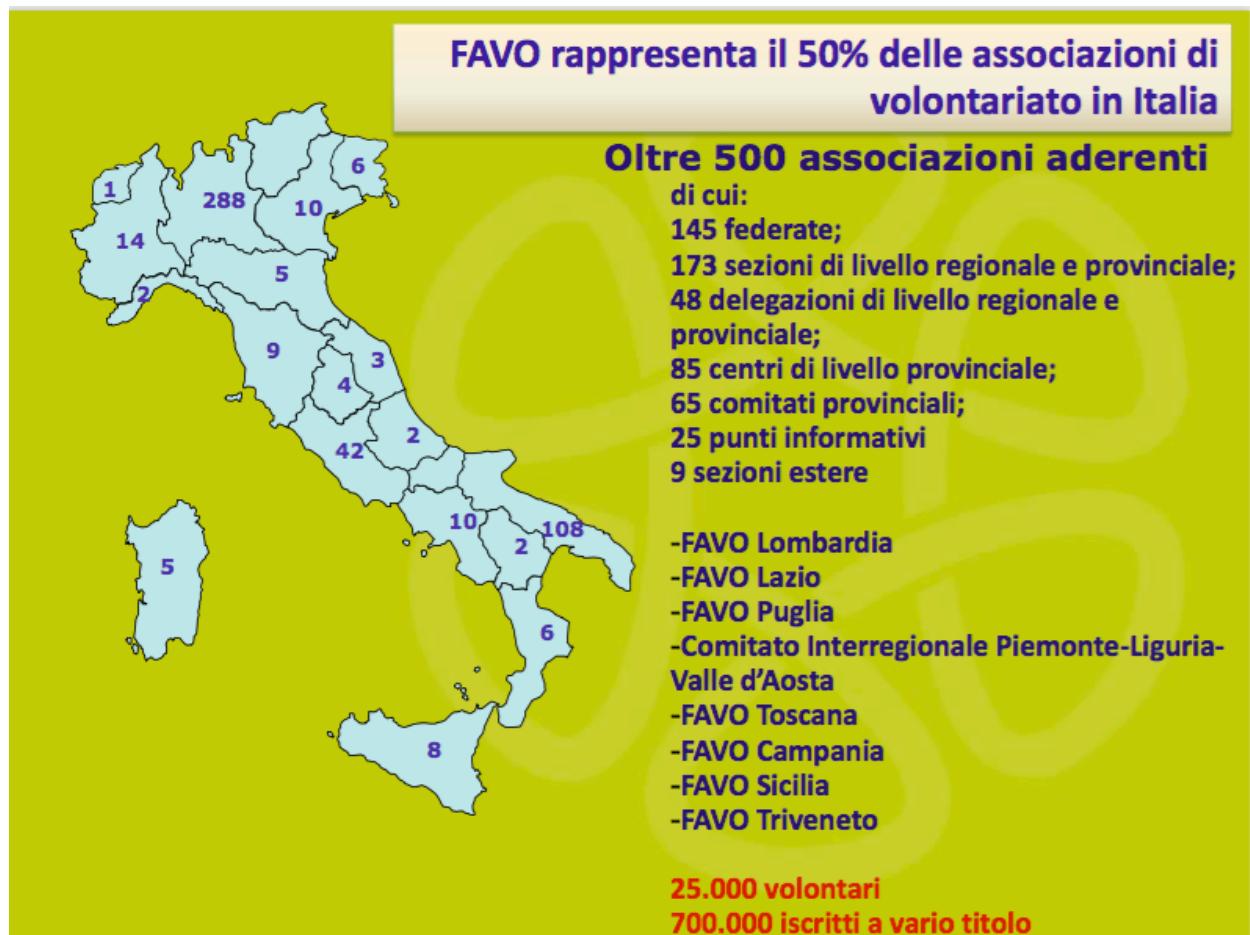 FAVO rappresenta il 50% delle associazioni di
volontariato in Italia
Oltre 500 associazioni aderenti
di cui:
145 federate;
173 sezioni di livello regionale e provinciale;
48 delegazioni di livello regionale e
provinciale;
85 centri di livello provinciale;
65 comitati provinciali;
25 punti informativi
9 sezioni estere
-FAVO Lombardia
-FAVO Lazio
-FAVO Puglia
-Comitato Interregionale Piemonte-Liguria-
Valle d'Aosta
-FAVO Toscana
-FAVO Campania
-FAVO Sicilia
-FAVO Triveneto
25.000 volontari
700.000 iscritti a vario titolo
6
1
288
10
14
5
2
9
3
4
2
42
10
108
2
5
6
8